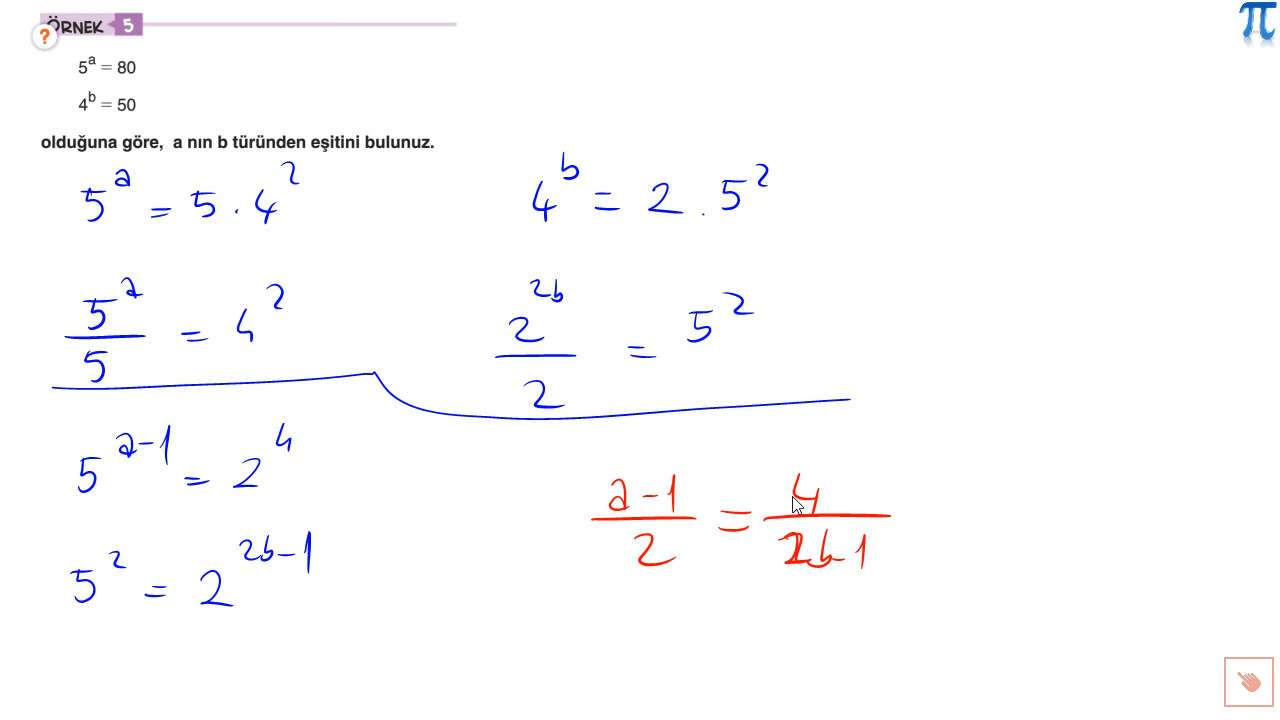 ÖRNEK 5
?
π
5^a = 80
4^b = 50
olduğuna göre, a nın b türünden eşitini bulunuz.
5^a = 5 . 4^2
4^b = 2 . 5^2
5^a / 5 = 4^2
2^2b / 2 = 5^2
5^a-1 = 2^4
5^2 = 2^2b-1
a-1 / 2 = 4 / 2b-1